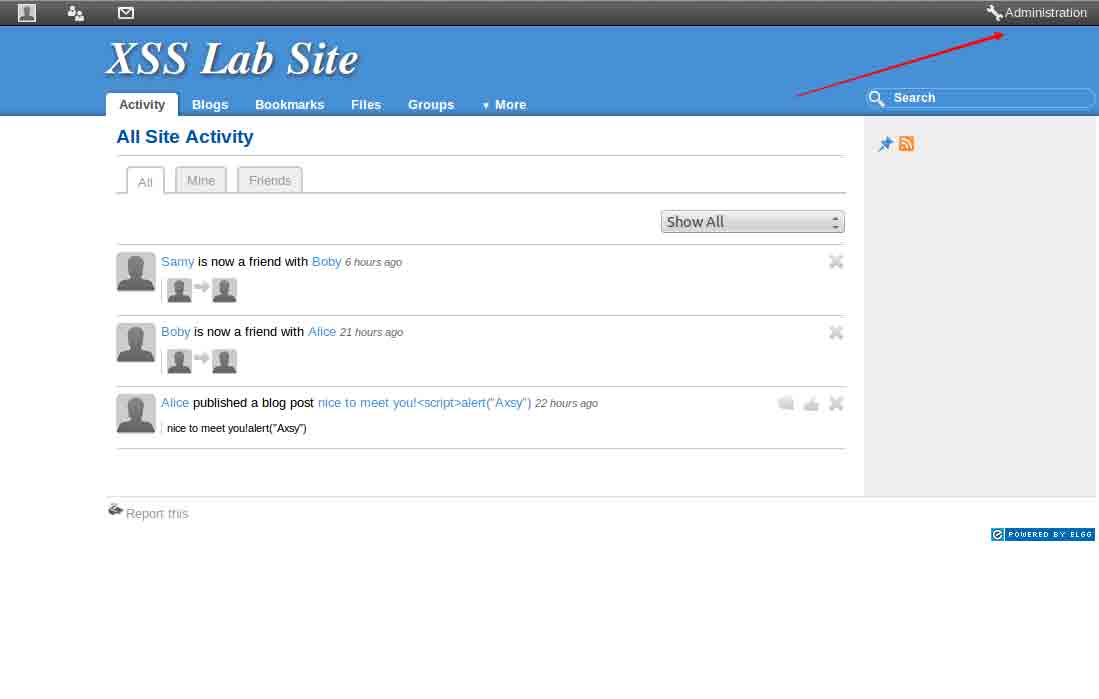 Administration
XSS Lab Site
Activity Blogs Bookmarks Files Groups ▼ More
Search
All Site Activity
All Mine Friends
Show All
Samy is now a friend with Boby 6 hours ago
Boby is now a friend with Alice 21 hours ago
Alice published a blog post nice to meet you!<script>alert("Axsy") 22 hours ago
nice to meet you!alert("Axsy")
Report this
POWERED BY ELGG